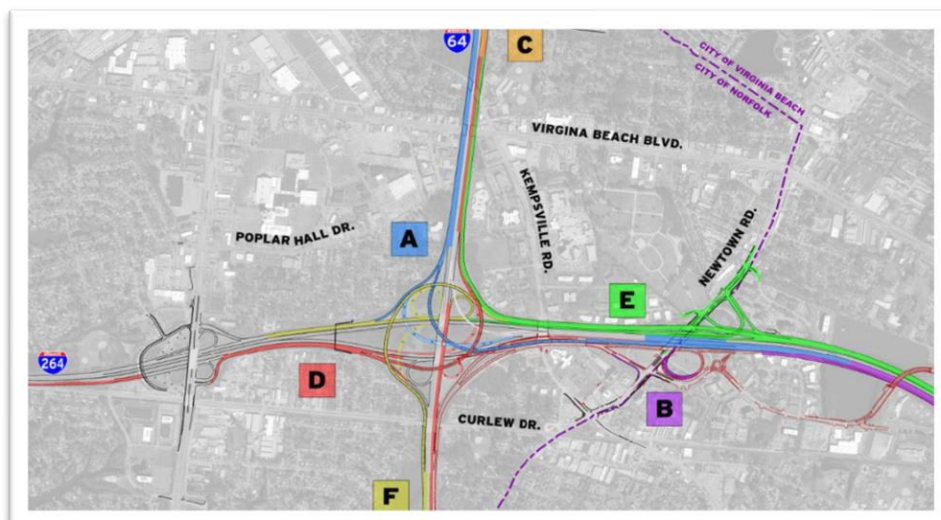 64
C
CITY OF VIRGINIA BEACH
CITY OF NORFOLK
VIRGINA BEACH BLVD.
KEMPSVILLE RD.
NEWTOWN RD.
POPLAR HALL DR.
A
E
264
D
B
CURLEW DR.
F